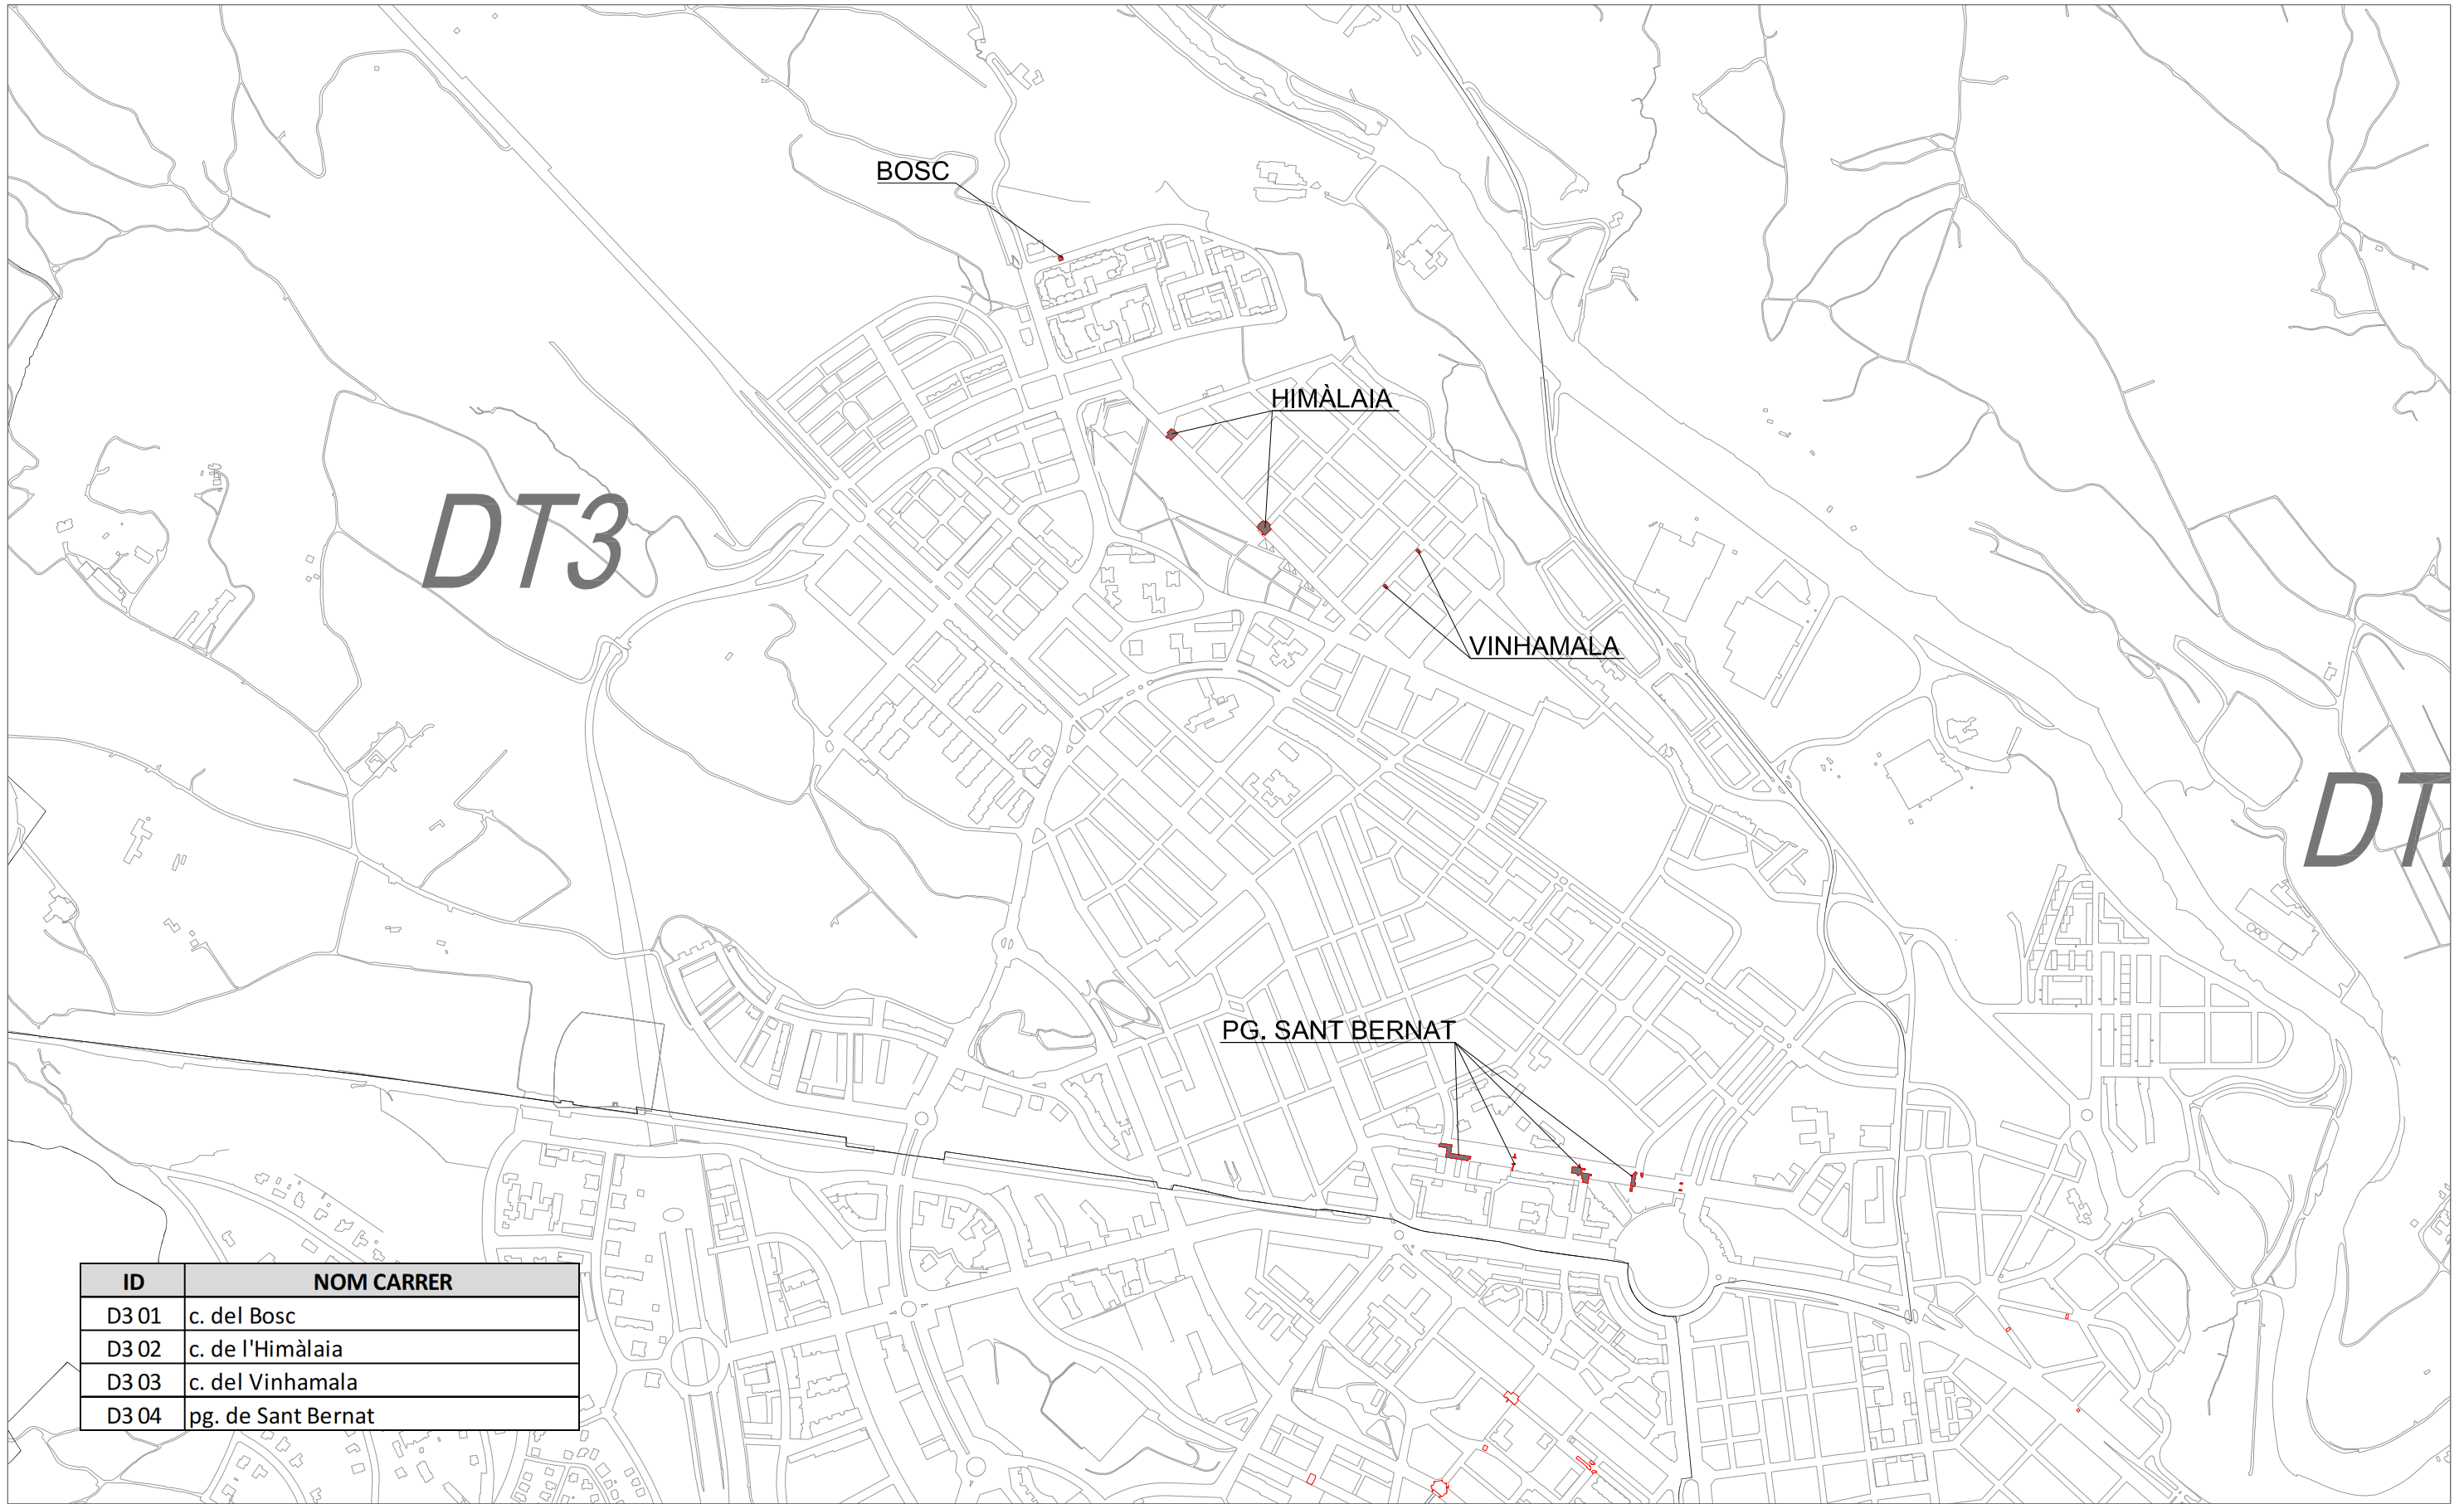 BOSC
HIMÀLAIA
DT3
VINHAMALA
DT
PG. SANT BERNAT
ID NOM CARRER
D3 01 c. del Bosc
D3 02 c. de l'Himàlaia
D3 03 c. del Vinhamala
D3 04 pg. de Sant Bernat